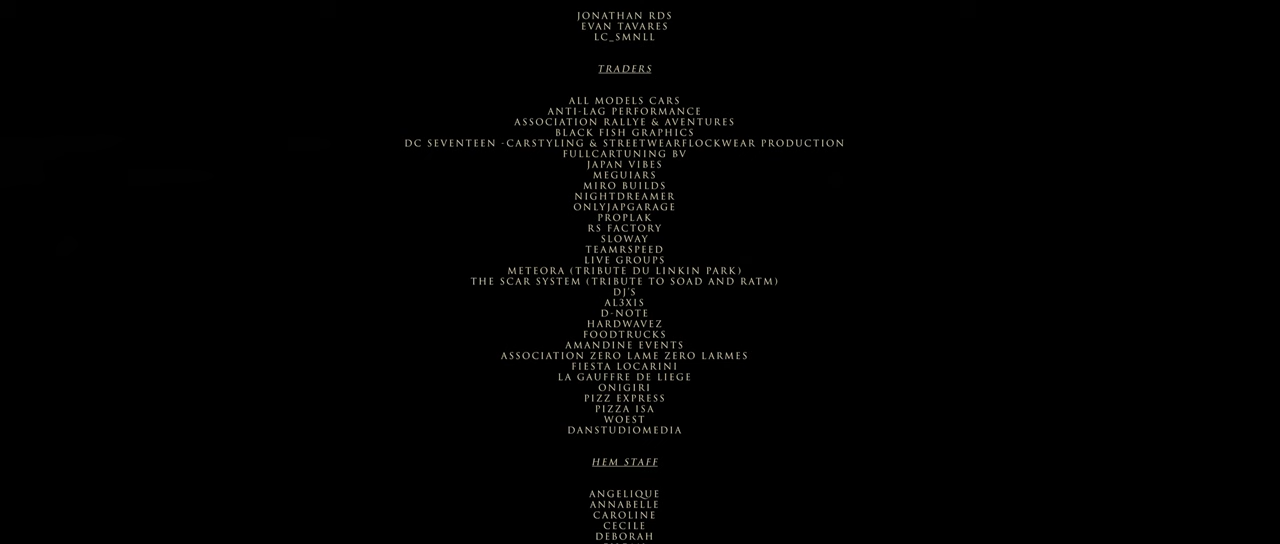 JONATHAN RDS
EVAN TAVARES
LC_SMNLL
TRADERS
ALL MODELS CARS
ANTI-LAG PERFORMANCE
ASSOCIATION RALLYE & AVENTURES
BLACK FISH GRAPHICS
DC SEVENTEEN -CARSTYLING & STREETWEARFLOCKWEAR PRODUCTION
FULLCARTUNING BV
JAPAN VIBES
MEGUIARS
MIRO BUILDS
NIGHTDREAMER
ONLYJAPGARAGE
PROPLAK
RS FACTORY
SLOWAY
TEAMRSPEED
LIVE GROUPS
METEORA (TRIBUTE DU LINKIN PARK)
THE SCAR SYSTEM (TRIBUTE TO SOAD AND RATM)
DJ'S
AL3XIS
D-NOTE
HARDWAVEZ
FOODTRUCKS
AMANDINE EVENTS
ASSOCIATION ZERO LAME ZERO LARMES
FIESTA LOCARINI
LA GAUFFRE DE LIEGE
ONIGIRI
PIZZ EXPRESS
PIZZA ISA
WOEST
DANSTUDIOMEDIA
HEM STAFF
ANGELIQUE
ANNABELLE
CAROLINE
CECILE
DEBORAH